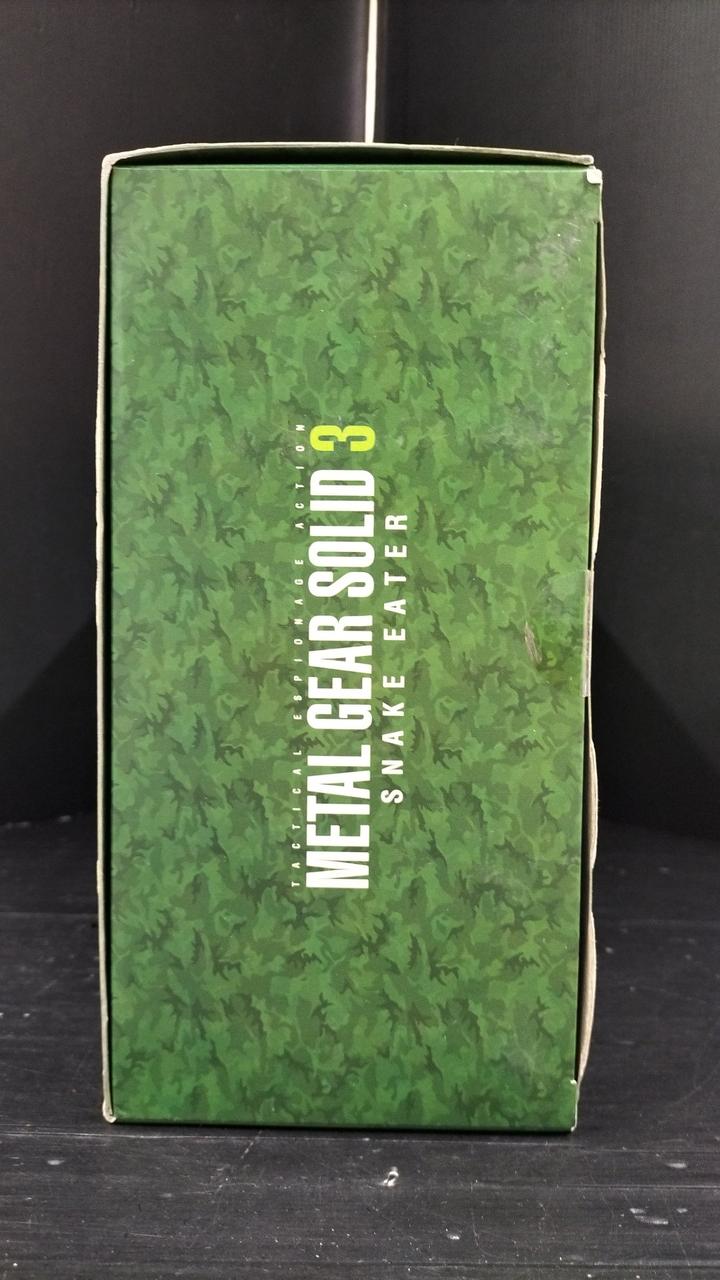 TACTICAL ESPIONAGE ACTION
METAL GEAR SOLID 3
SNAKE EATER